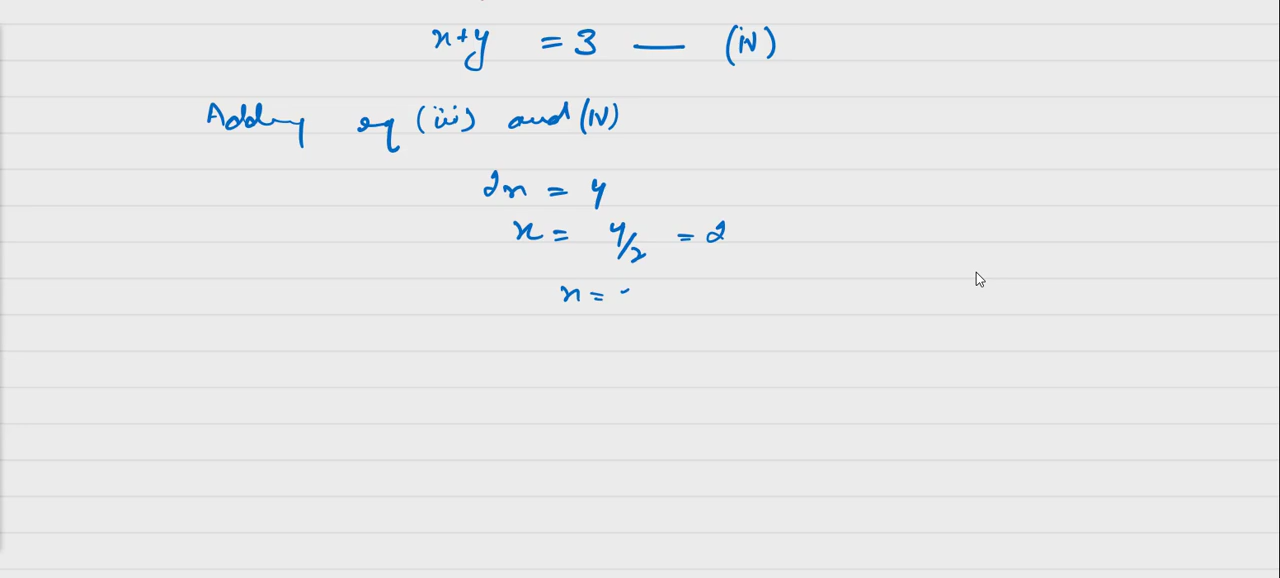 x+y = 3 — (iv)
Adding eq (iii) and (iv)
2x = 4
x = 4/2 = 2
x =